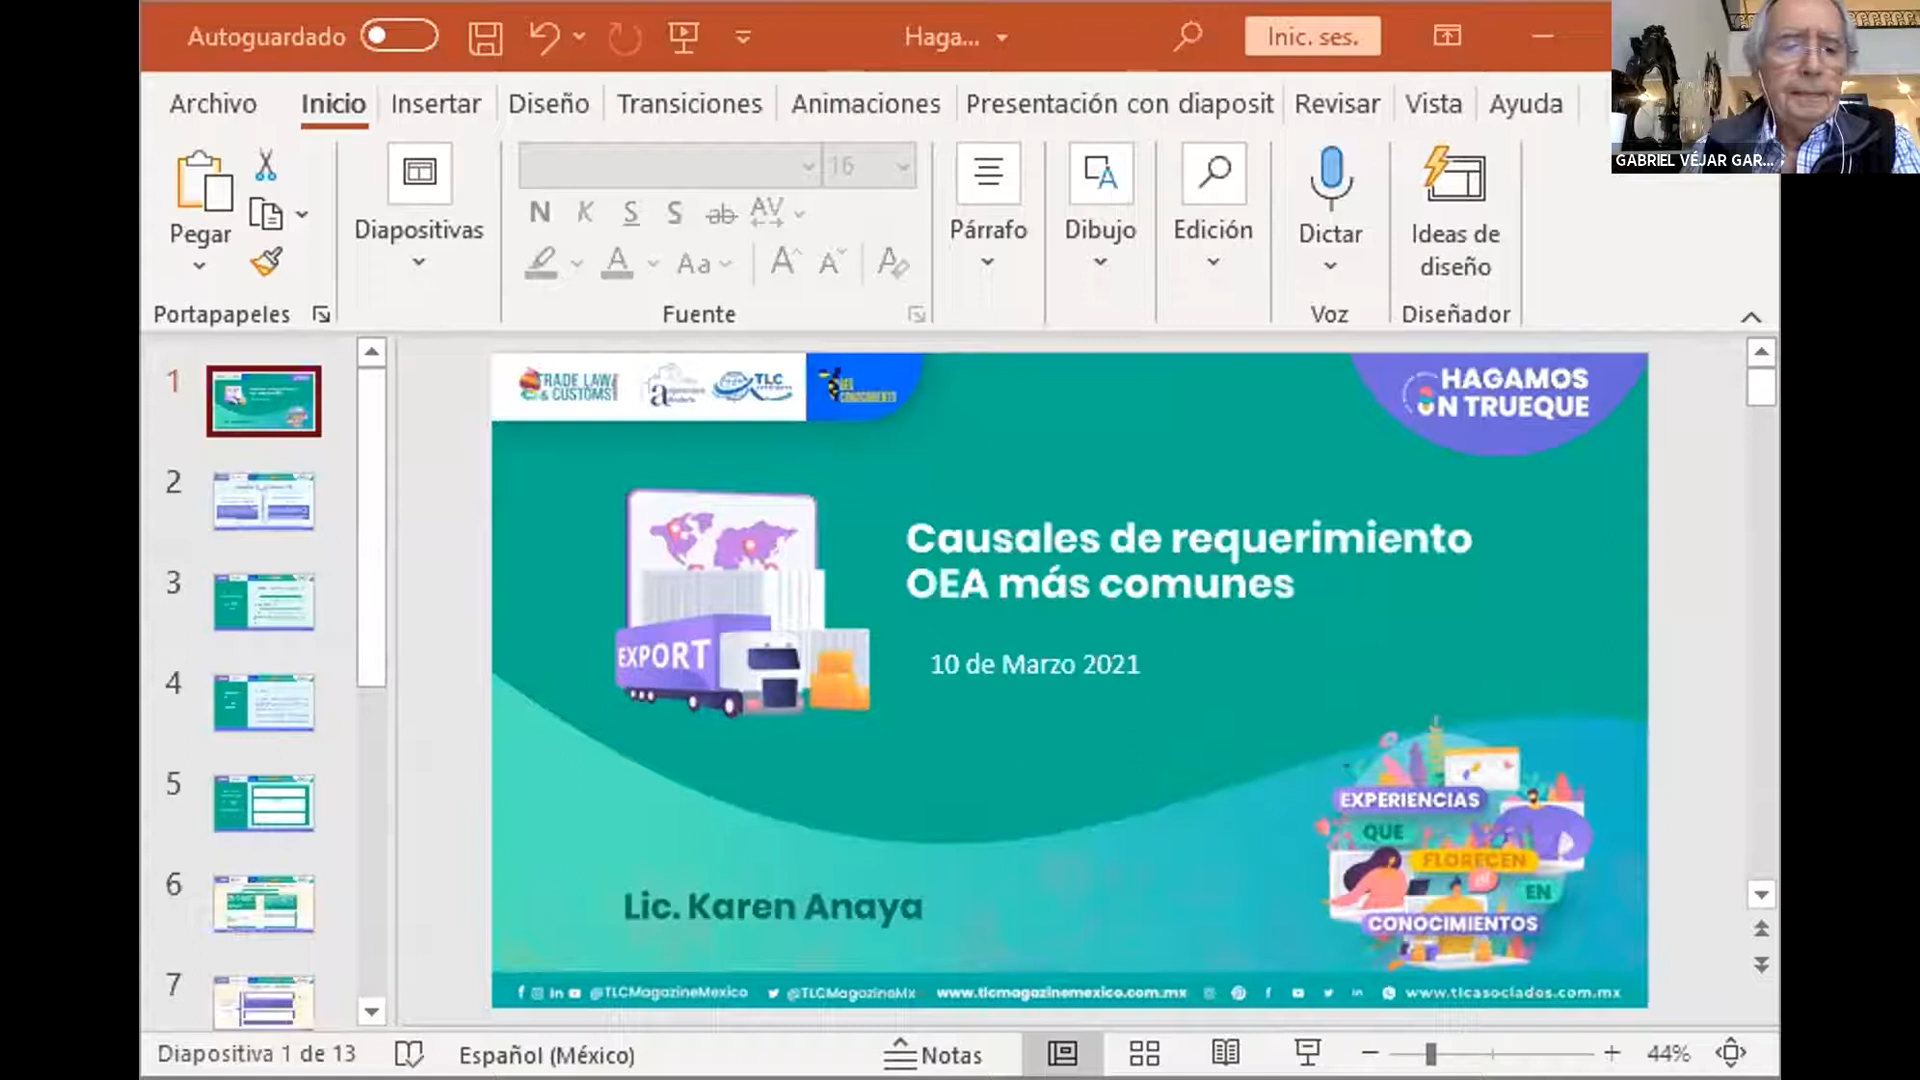 Autoguardado
Haga...
Inic. ses.
Archivo
Inicio
Insertar
Diseño
Transiciones
Animaciones
Presentación con diaposit
Revisar
Vista
Ayuda
GABRIEL VÉJAR GAR...
Pegar
Diapositivas
16
N K S S ab AV
A Aa A A A
Párrafo
Dibujo
Edición
Dictar
Ideas de
diseño
Portapapeles
Fuente
Voz
Diseñador
1
2
3
4
5
6
7
TRADE LAW
& CUSTOMS
TLC
HAGAMOS
UN TRUEQUE
EXPORT
Causales de requerimiento
OEA más comunes
10 de Marzo 2021
EXPERIENCIAS
QUE
FLORECEN
EN
CONOCIMIENTOS
Lic. Karen Anaya
@TLCMagazineMexico
@TLCMagazineMx
www.tlcmagazinemexico.com.mx
www.tlcasociados.com.mx
Diapositiva 1 de 13
Español (México)
Notas
44%